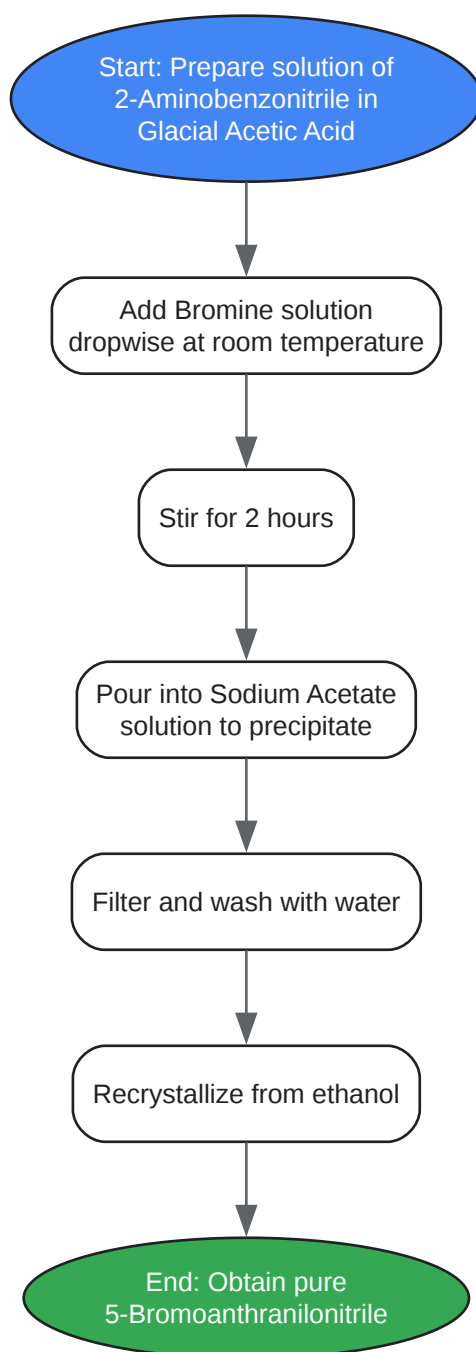 Start: Prepare solution of
2-Aminobenzonitrile in
Glacial Acetic Acid
Add Bromine solution
dropwise at room temperature
Stir for 2 hours
Pour into Sodium Acetate
solution to precipitate
Filter and wash with water
Recrystallize from ethanol
End: Obtain pure
5-Bromoanthranilonitrile